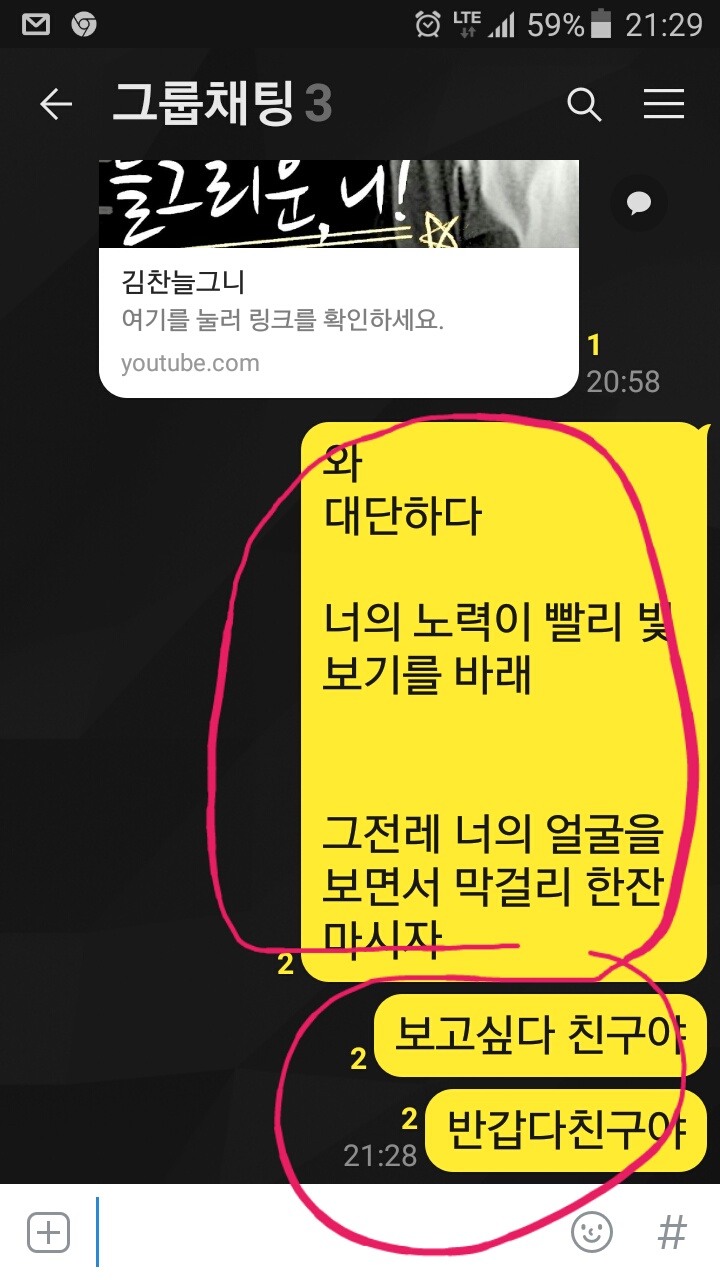 LTE 59% 21:29
그룹채팅 3
늘그리운, 니!
김찬늘그니
여기를 눌러 링크를 확인하세요.
youtube.com
1
20:58
와
대단하다
너의 노력이 빨리 빛
보기를 바래
그전레 너의 얼굴을
보면서 막걸리 한잔
마시자
2
보고싶다 친구야
2
반갑다친구야
2
21:28
#